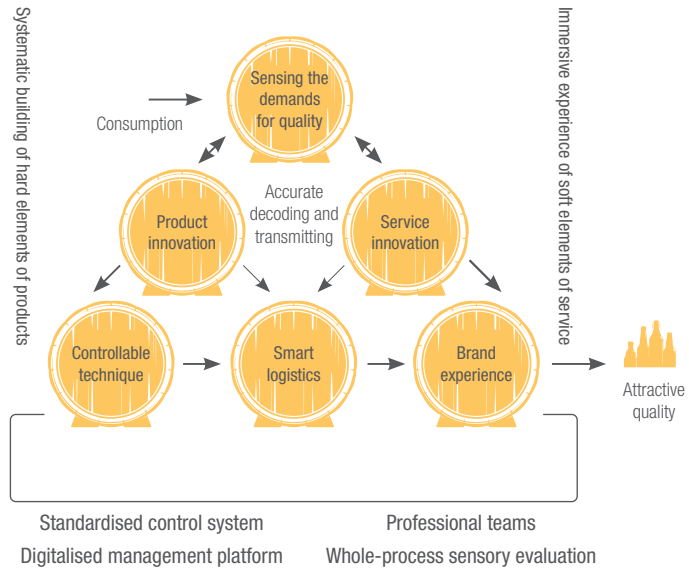 Systematic building of hard elements of products
Immersive experience of soft elements of service
Sensing the
demands
for quality
Consumption
Product
innovation
Accurate
decoding and
transmitting
Service
innovation
Controllable
technique
Smart
logistics
Brand
experience
Attractive
quality
Standardised control system
Professional teams
Digitalised management platform
Whole-process sensory evaluation